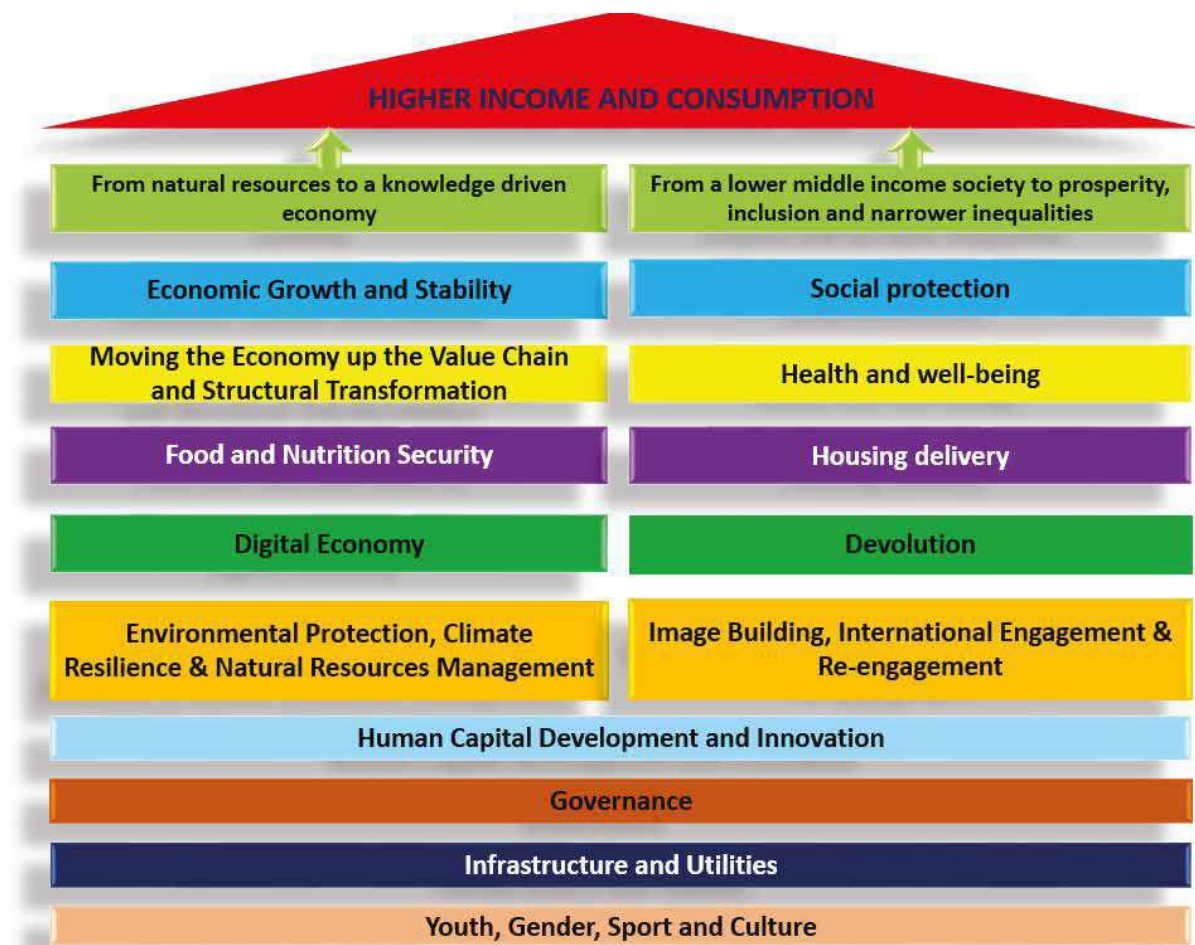 HIGHER INCOME AND CONSUMPTION
From natural resources to a knowledge driven
economy
From a lower middle income society to prosperity,
inclusion and narrower inequalities
Economic Growth and Stability
Social protection
Moving the Economy up the Value Chain
and Structural Transformation
Health and well-being
Food and Nutrition Security
Housing delivery
Digital Economy
Devolution
Environmental Protection, Climate
Resilience & Natural Resources Management
Image Building, International Engagement &
Re-engagement
Human Capital Development and Innovation
Governance
Infrastructure and Utilities
Youth, Gender, Sport and Culture